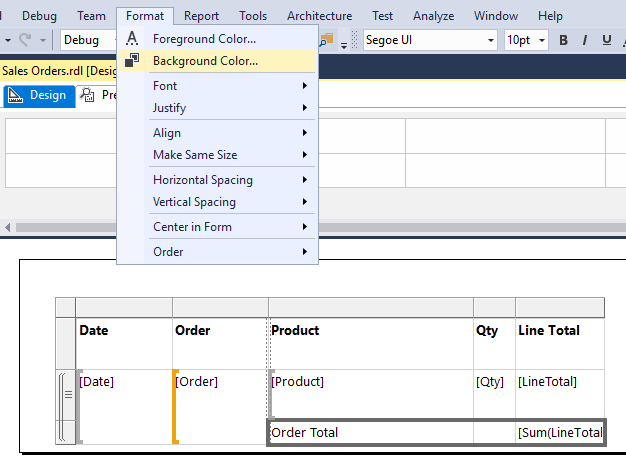 Debug Team Format Report Tools Architecture Test Analyze Window Help
Debug Segoe UI 10pt B I U
Foreground Color...
Background Color...
Sales Orders.rdl [Desig
Design Pre
Font
Justify
Align
Make Same Size
Horizontal Spacing
Vertical Spacing
Center in Form
Order
Date Order Product Qty Line Total
[Date] [Order] [Product] [Qty] [LineTotal]
Order Total [Sum(LineTotal